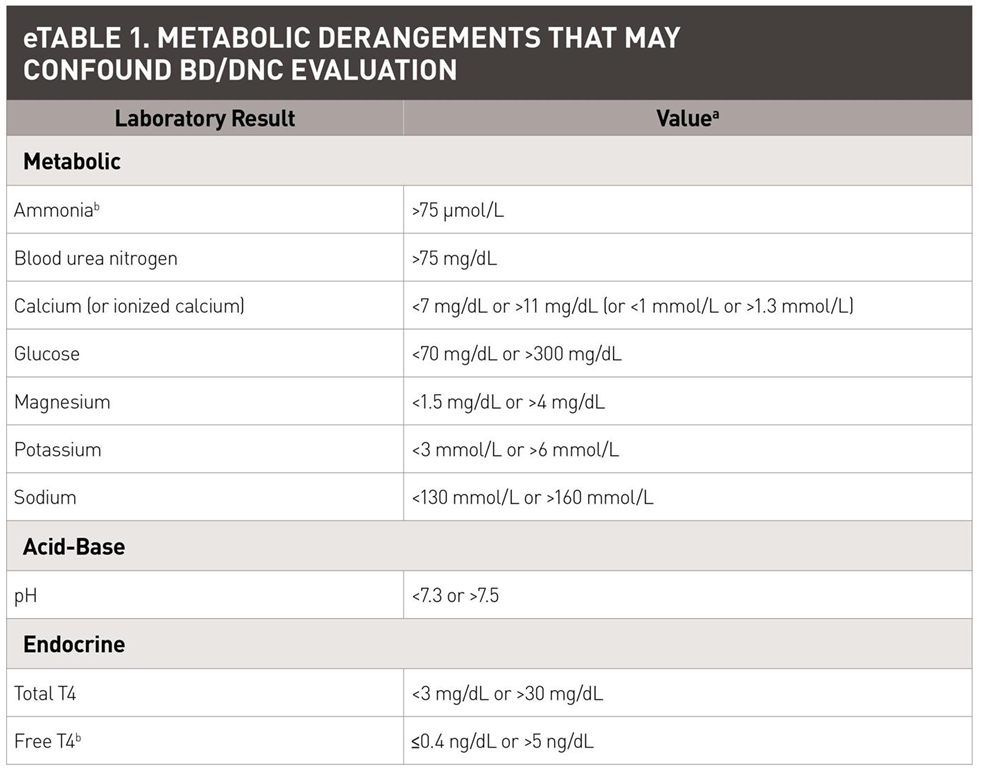 eTABLE 1. METABOLIC DERANGEMENTS THAT MAY
CONFOUND BD/DNC EVALUATION
Laboratory Result Valueᵃ
Metabolic
Ammoniaᵇ >75 µmol/L
Blood urea nitrogen >75 mg/dL
Calcium (or ionized calcium) <7 mg/dL or >11 mg/dL (or <1 mmol/L or >1.3 mmol/L)
Glucose <70 mg/dL or >300 mg/dL
Magnesium <1.5 mg/dL or >4 mg/dL
Potassium <3 mmol/L or >6 mmol/L
Sodium <130 mmol/L or >160 mmol/L
Acid-Base
pH <7.3 or >7.5
Endocrine
Total T4 <3 mg/dL or >30 mg/dL
Free T4ᵇ ≤0.4 ng/dL or >5 ng/dL